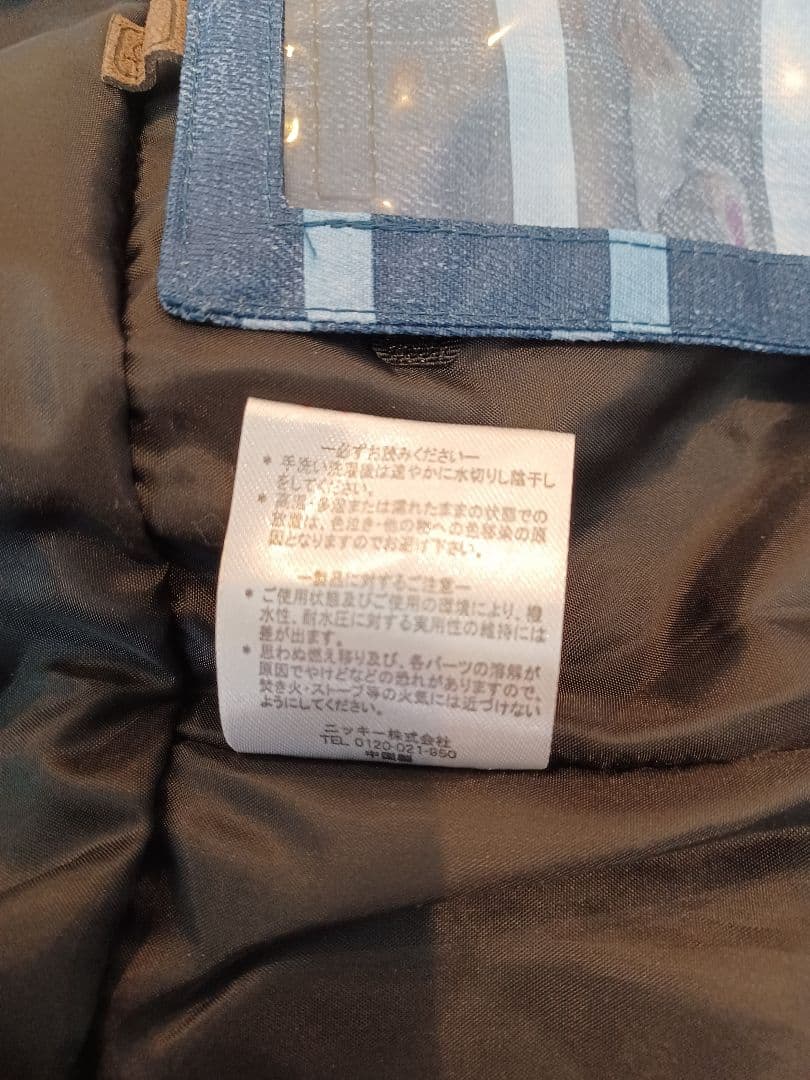 ー必ずお読みくださいー
* 手洗い洗濯後は速やかに水切りし陰干し
をしてください。
* 高温・多湿または濡れたままの状態での
放置は、色泣き・他の物への色移染の原
因となりますのでお避け下さい。
ー製品に対するご注意ー
* ご使用状態及びご使用の環境により、撥
水性、耐水圧に対する実用性の維持には
差が出ます。
* 思わぬ燃え移り及び、各パーツの溶解が
原因でやけどなどの恐れがありますので、
焚き火・ストーブ等の火気には近づけない
ようにしてください。
ニッキー株式会社
TEL 0120-021-850